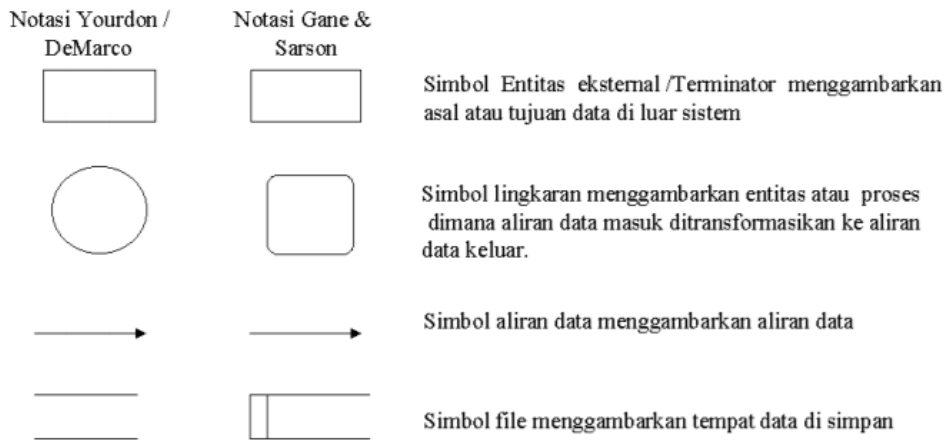 Notasi Yourdon /
DeMarco
Notasi Gane &
Sarson
Simbol Entitas eksternal /Terminator menggambarkan
asal atau tujuan data di luar sistem
Simbol lingkaran menggambarkan entitas atau proses
dimana aliran data masuk ditransformasikan ke aliran
data keluar.
Simbol aliran data menggambarkan aliran data
Simbol file menggambarkan tempat data di simpan